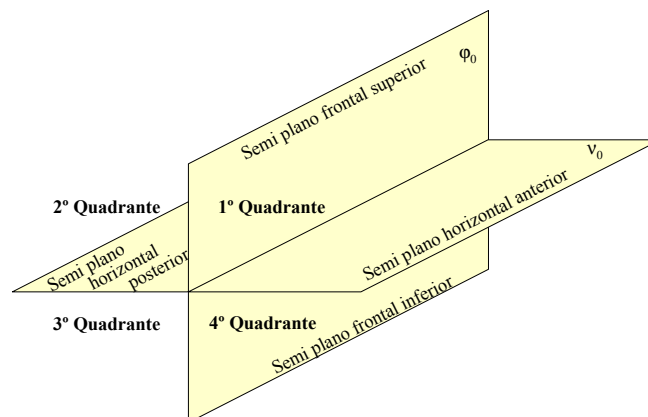 φ0
Semi plano frontal superior
ν0
2º Quadrante
1º Quadrante
Semi plano horizontal anterior
Semi plano
horizontal
posterior
3º Quadrante
4º Quadrante
Semi plano frontal inferior